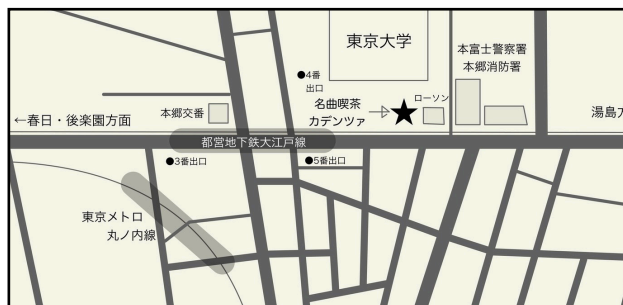 東京大学
本富士警察署
本郷消防署
●4番
出口
名曲喫茶
カデンツァ
ローソン
本郷交番
←春日・後楽園方面
湯島方
都営地下鉄大江戸線
●3番出口
●5番出口
東京メトロ
丸ノ内線